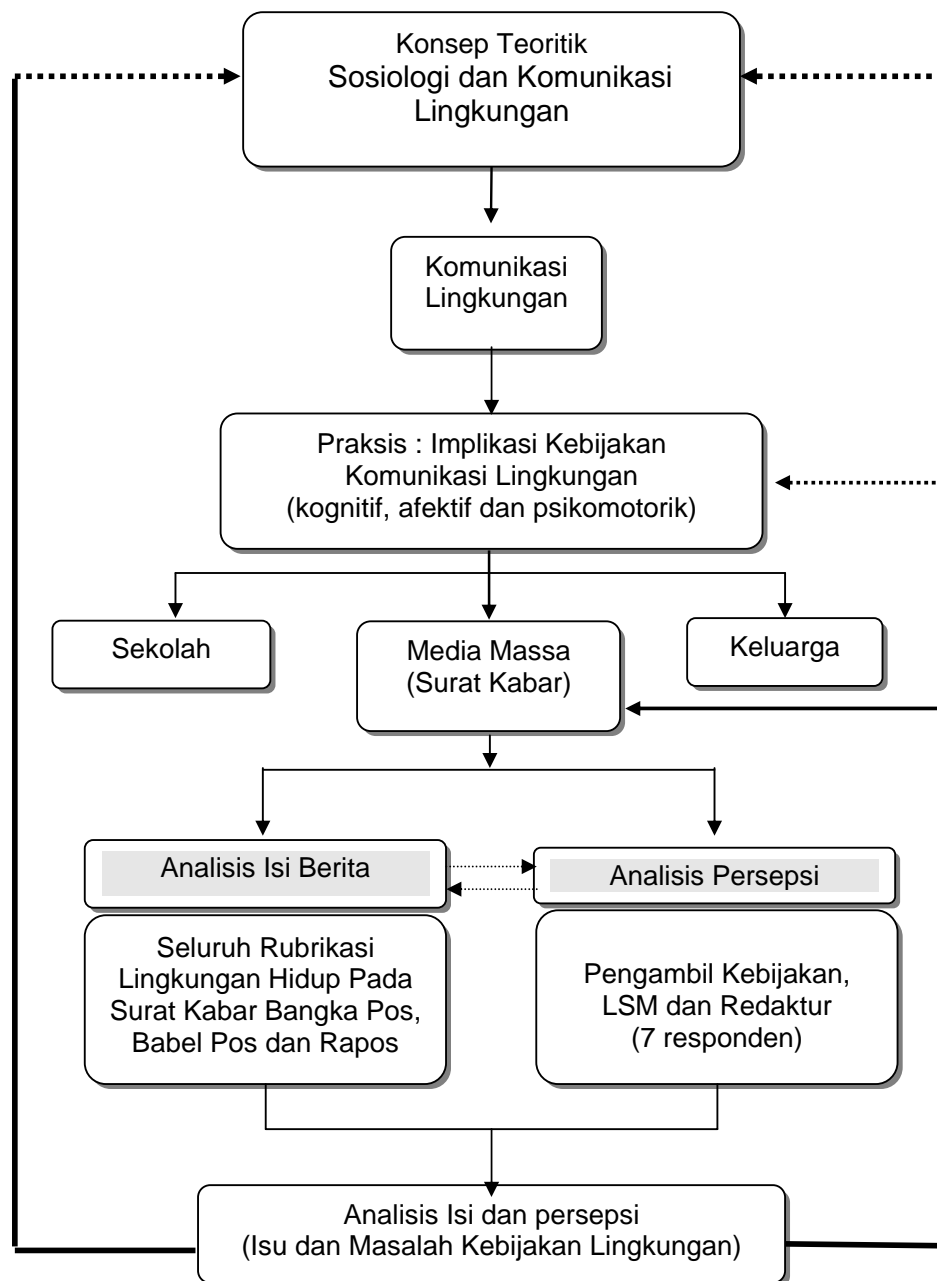 Konsep Teoritik
Sosiologi dan Komunikasi
Lingkungan
Komunikasi
Lingkungan
Praksis : Implikasi Kebijakan
Komunikasi Lingkungan
(kognitif, afektif dan psikomotorik)
Sekolah
Media Massa
(Surat Kabar)
Keluarga
Analisis Isi Berita
Analisis Persepsi
Seluruh Rubrikasi
Lingkungan Hidup Pada
Surat Kabar Bangka Pos,
Babel Pos dan Rapos
Pengambil Kebijakan,
LSM dan Redaktur
(7 responden)
Analisis Isi dan persepsi
(Isu dan Masalah Kebijakan Lingkungan)